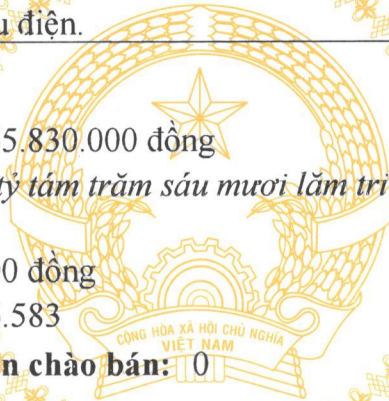 u điện.
5.830.000 đồng
tỷ tám trăm sáu mươi lăm tri
0 đồng
.583
CỘNG HÒA XÃ HỘI CHỦ NGHĨA
VIỆT NAM
n chào bán: 0